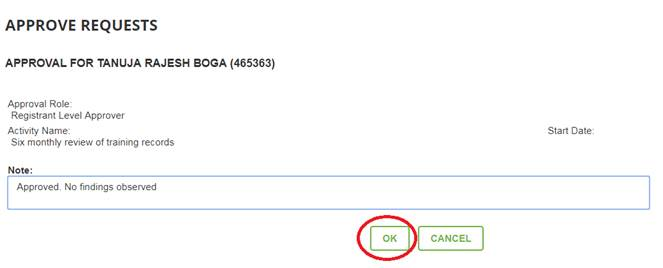 APPROVE REQUESTS
APPROVAL FOR TANUJA RAJESH BOGA (465363)
Approval Role:
Registrant Level Approver
Activity Name: Start Date:
Six monthly review of training records
Note:
Approved. No findings observed
OK CANCEL